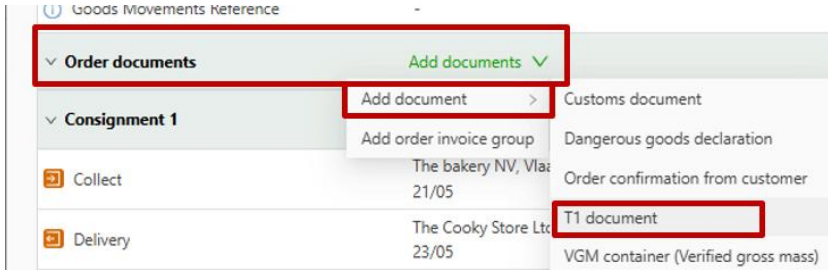 Goods Movements Reference -
Order documents Add documents
Add document > Customs document
Consignment 1
Add order invoice group Dangerous goods declaration
Collect The bakery NV,
21/05 Order confirmation from customer
T1 document
Delivery The Cooky Store
23/05 VGM container (Verified gross mass)